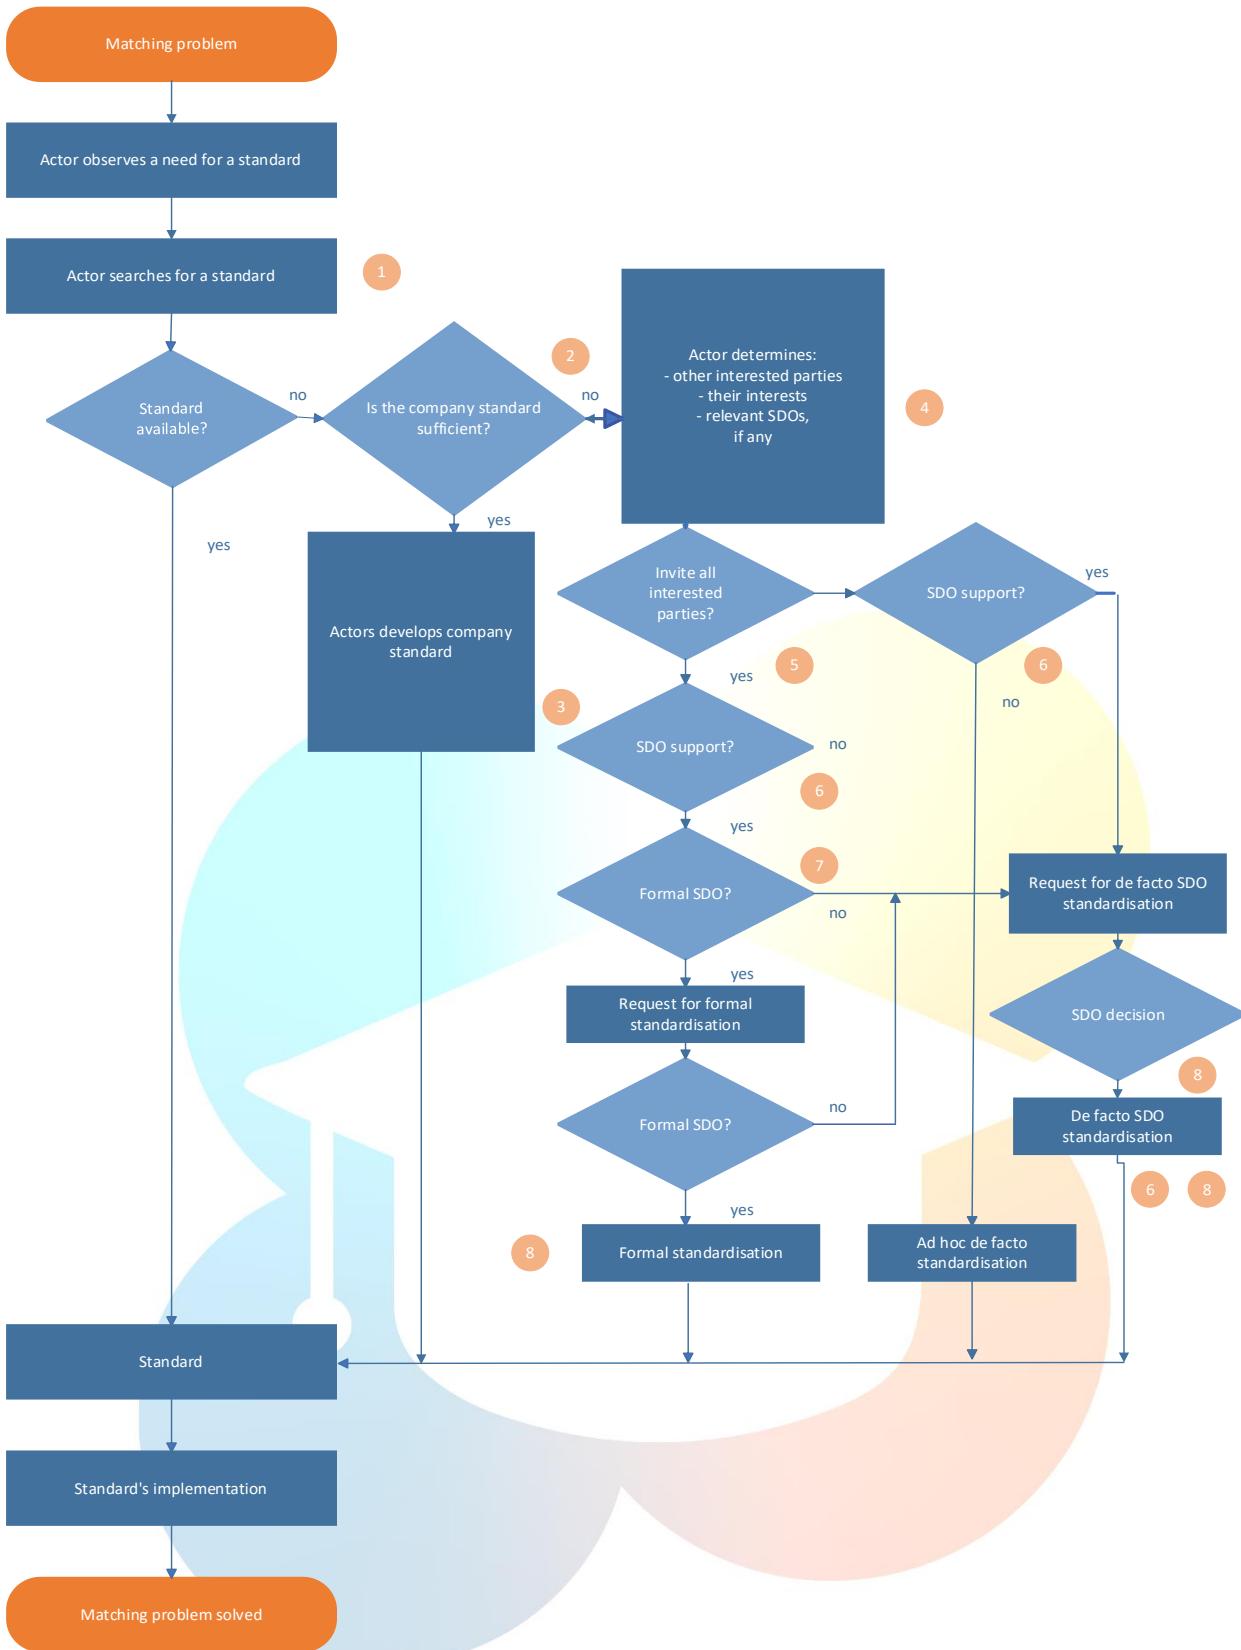 Matching problem
Actor observes a need for a standard
Actor searches for a standard
1
Standard
available?
no
Is the company standard
sufficient?
2
no
Actor determines:
- other interested parties
- their interests
- relevant SDOs,
if any
4
yes
yes
Actors develops company
standard
3
Invite all
interested
parties?
5
yes
SDO support?
yes
6
no
SDO support?
no
6
yes
Formal SDO?
7
no
Request for de facto SDO
standardisation
yes
Request for formal
standardisation
SDO decision
8
Formal SDO?
no
De facto SDO
standardisation
6
8
yes
8
Formal standardisation
Ad hoc de facto
standardisation
Standard
Standard's implementation
Matching problem solved